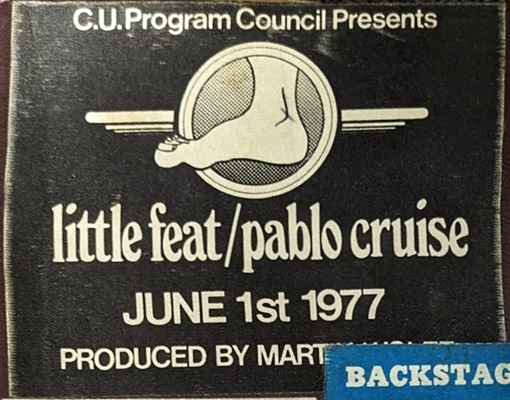 C.U. Program Council Presents
little feat/pablo cruise
JUNE 1st 1977
PRODUCED BY
BACKSTAG